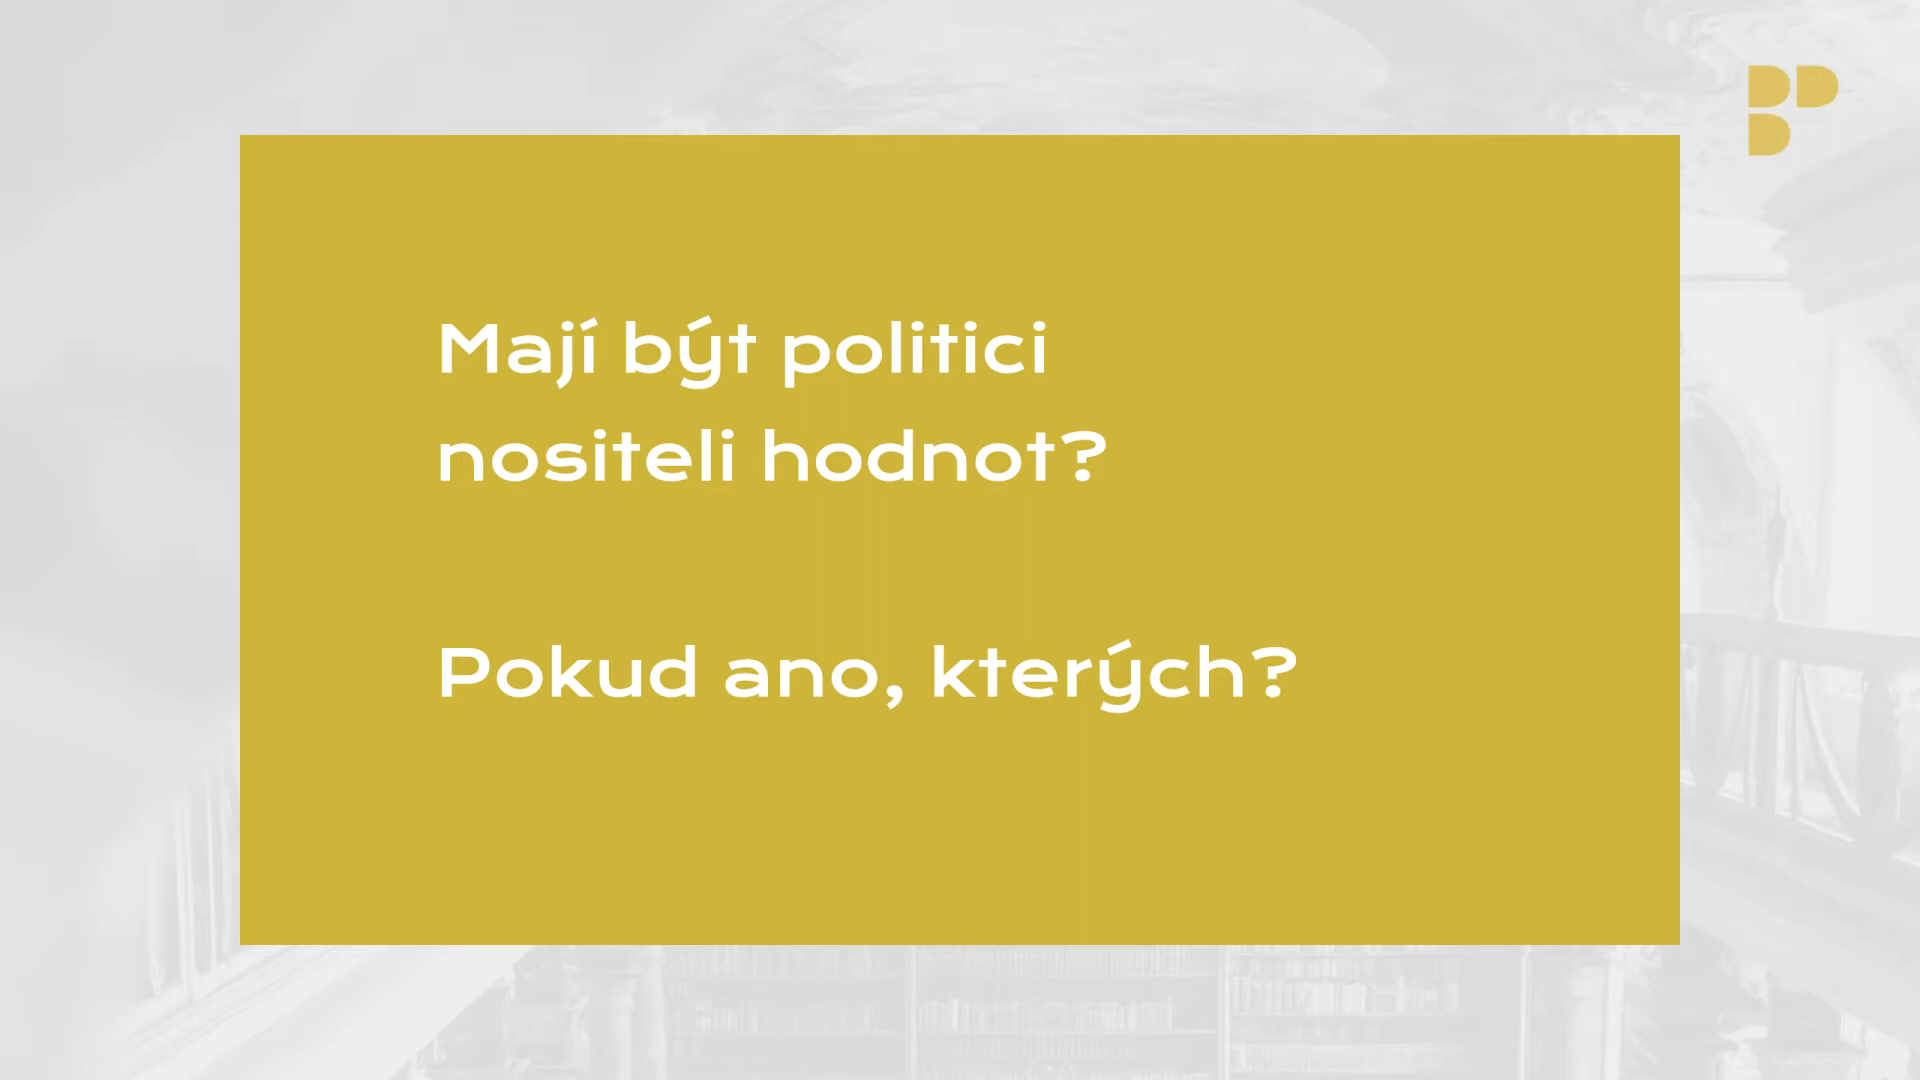 Mají být politici
nositeli hodnot?
Pokud ano, kterých?